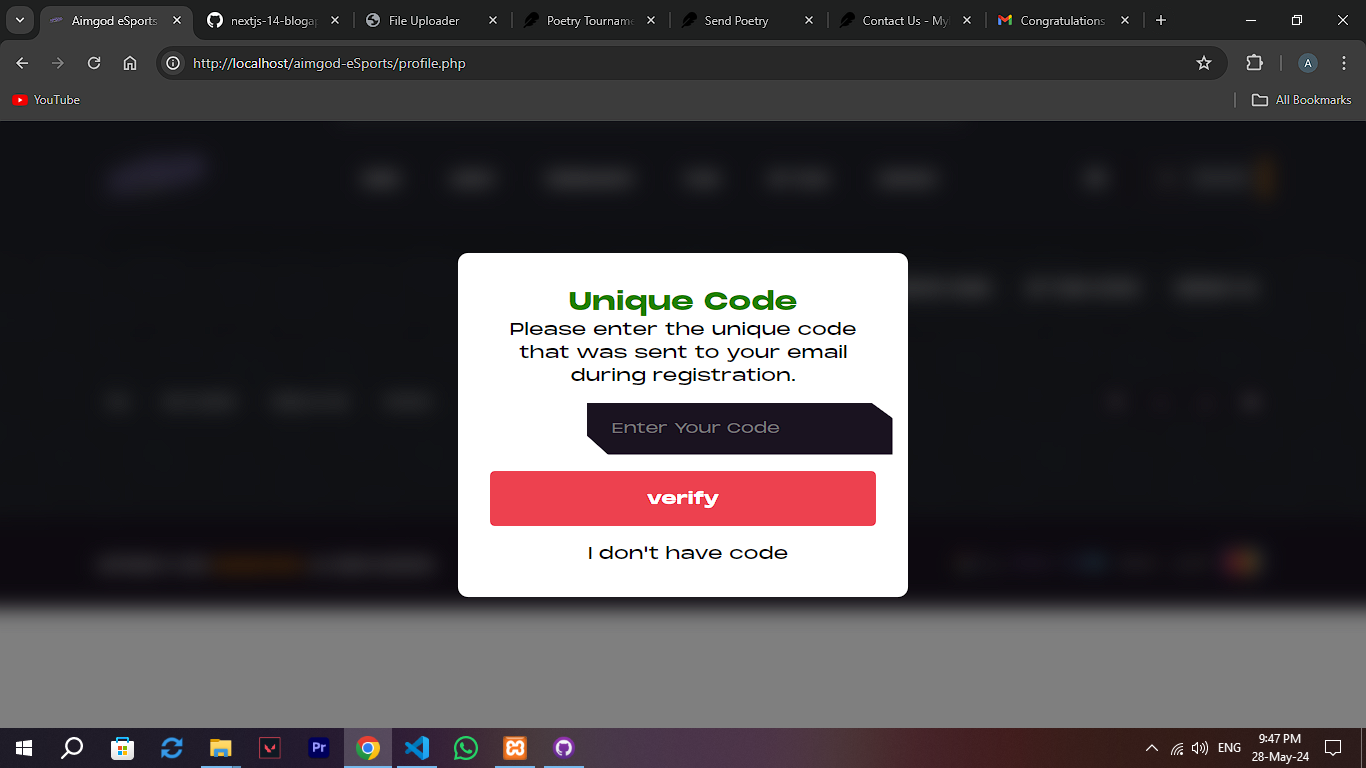 Aimgod eSports
nextjs-14-blogap
File Uploader
Poetry Tourname
Send Poetry
Contact Us - Myl
Congratulations
http://localhost/aimgod-eSports/profile.php
A
YouTube
All Bookmarks
Unique Code
Please enter the unique code
that was sent to your email
during registration.
Enter Your Code
verify
I don't have code
Pr
ENG
9:47 PM
28-May-24